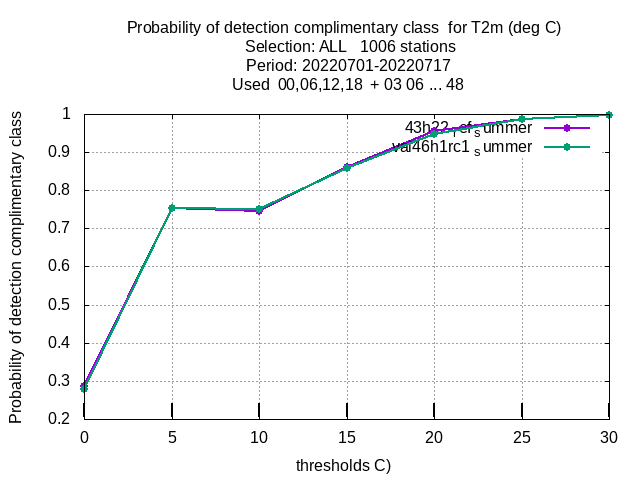 Probability of detection complimentary class for T2m (deg C)
Selection: ALL 1006 stations
Period: 20220701-20220717
Used 00,06,12,18 + 03 06 ... 48
Probability of detection complimentary class
1
0.9
0.8
0.7
0.6
0.5
0.4
0.3
0.2
43h22refsummer
val46h1rc1summer
0 5 10 15 20 25 30
thresholds C)